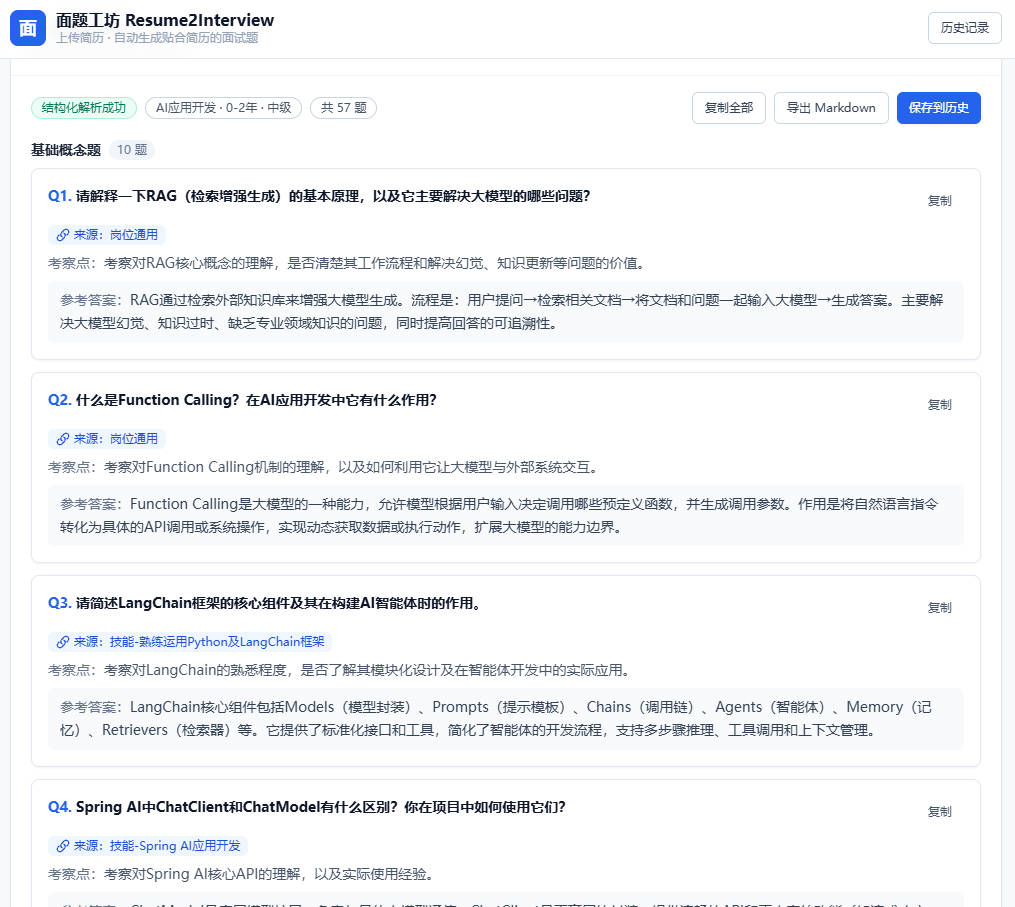 面
面题工坊 Resume2Interview
上传简历 · 自动生成贴合简历的面试题
历史记录
结构化解析成功
AI应用开发 · 0-2年 · 中级
共 57 题
复制全部
导出 Markdown
保存到历史
基础概念题 10 题
Q1. 请解释一下RAG（检索增强生成）的基本原理，以及它主要解决大模型的哪些问题？
复制
来源：岗位通用
考察点：考察对RAG核心概念的理解，是否清楚其工作流程和解决幻觉、知识更新等问题的价值。
参考答案：RAG通过检索外部知识库来增强大模型生成。流程是：用户提问→检索相关文档→将文档和问题一起输入大模型→生成答案。主要解
决大模型幻觉、知识过时、缺乏专业领域知识的问题，同时提高回答的可追溯性。
Q2. 什么是Function Calling？在AI应用开发中它有什么作用？
复制
来源：岗位通用
考察点：考察对Function Calling机制的理解，以及如何利用它让大模型与外部系统交互。
参考答案：Function Calling是大模型的一种能力，允许模型根据用户输入决定调用哪些预定义函数，并生成调用参数。作用是将自然语言指令
转化为具体的API调用或系统操作，实现动态获取数据或执行动作，扩展大模型的能力边界。
Q3. 请简述LangChain框架的核心组件及其在构建AI智能体时的作用。
复制
来源：技能-熟练运用Python及LangChain框架
考察点：考察对LangChain的熟悉程度，是否了解其模块化设计及在智能体开发中的实际应用。
参考答案：LangChain核心组件包括Models（模型封装）、Prompts（提示模板）、Chains（调用链）、Agents（智能体）、Memory（记
忆）、Retrievers（检索器）等。它提供了标准化接口和工具，简化了智能体的开发流程，支持多步骤推理、工具调用和上下文管理。
Q4. Spring AI中ChatClient和ChatModel有什么区别？你在项目中如何使用它们？
复制
来源：技能-Spring AI应用开发
考察点：考察对Spring AI核心API的理解，以及实际使用经验。